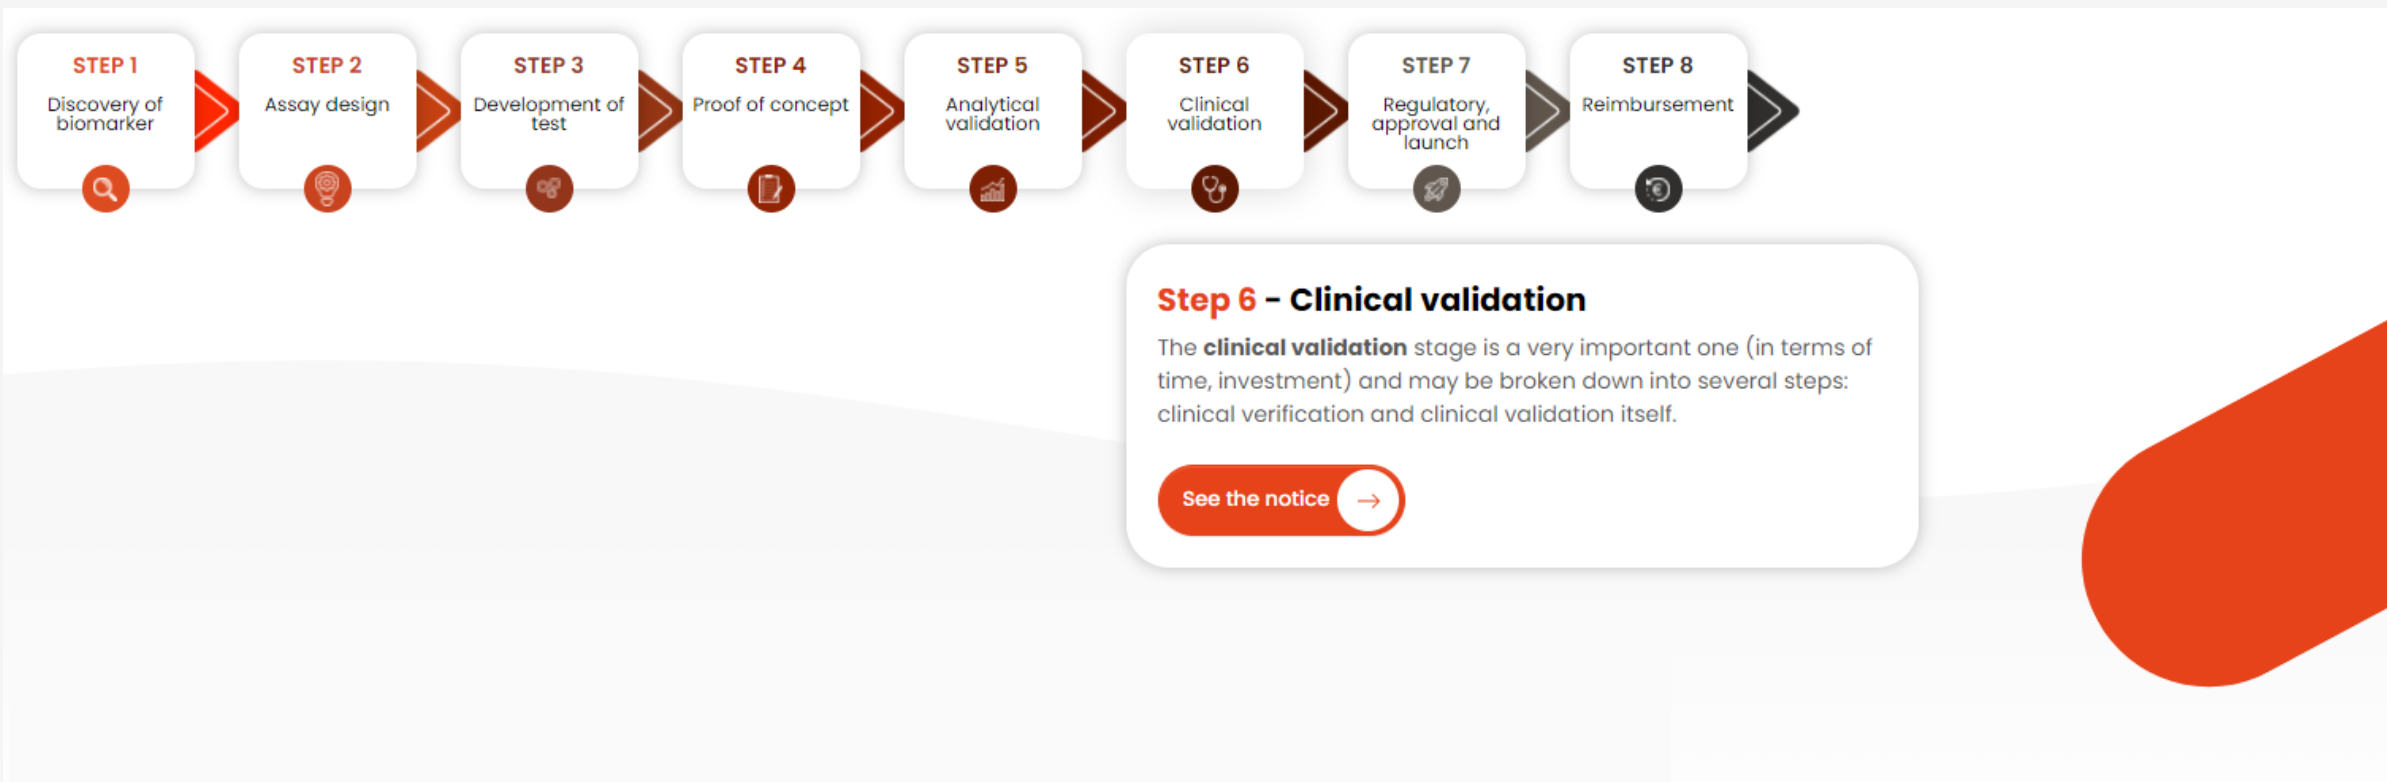 STEP 1
Discovery of
biomarker
STEP 2
Assay design
STEP 3
Development of
test
STEP 4
Proof of concept
STEP 5
Analytical
validation
STEP 6
Clinical
validation
STEP 7
Regulatory,
approval and
launch
STEP 8
Reimbursement
Step 6 - Clinical validation
The clinical validation stage is a very important one (in terms of
time, investment) and may be broken down into several steps:
clinical verification and clinical validation itself.
See the notice